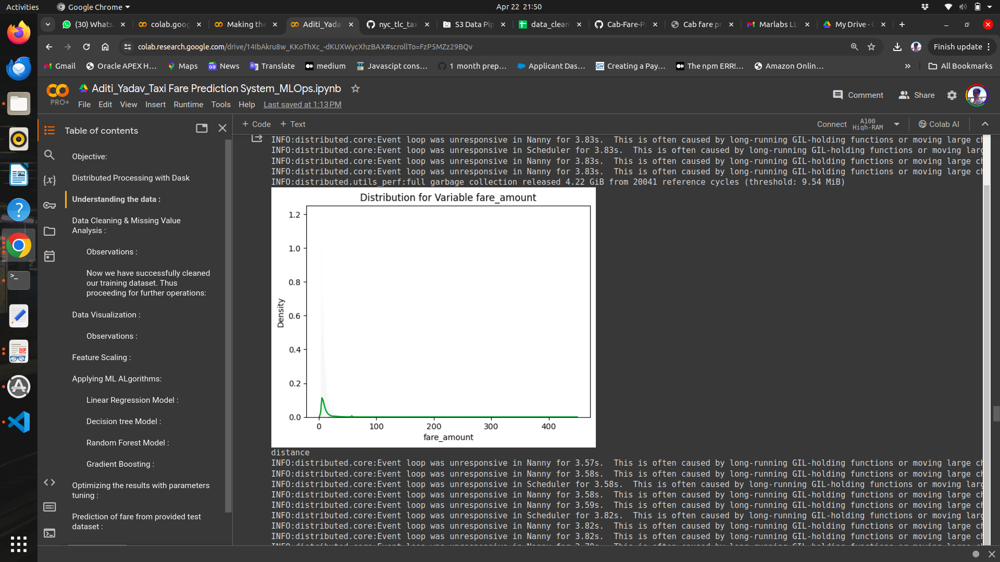 Activities
Google Chrome
Apr 22 21:50
(30) Whats
colab.goog
Making the
Aditi_Yada
nyc_tlc_tax
S3 Data Pip
data_clean
Cab-Fare-P
Cab fare pr
Marlabs LL
My Drive -
colab.research.google.com/drive/14IbAkru8w_KKoThXc_-dKUXWycXhzBAX#scrollTo=FzP5MZz29BQv
Finish update
Gmail
Oracle APEX H...
Maps
News
Translate
medium
Javascipt cons...
1 month prep...
Applicant Das...
GW
Creating a Pay...
The npm ERR!...
Amazon Onlin...
»
All Bookmarks
PRO+
Aditi_Yadav_Taxi Fare Prediction System_MLOps.ipynb
File Edit View Insert Runtime Tools Help Last saved at 1:13 PM
Comment
Share
+ Code + Text
Connect
A100
High-RAM
Colab AI
Table of contents
Objective:
Distributed Processing with Dask
Understanding the data :
Data Cleaning & Missing Value
Analysis :
Observations :
Now we have successfully cleaned
our training dataset. Thus
proceeding for further operations:
Data Visualization :
Observations :
Feature Scaling :
Applying ML ALgorithms:
Linear Regression Model :
Decision tree Model :
Random Forest Model :
Gradient Boosting :
Optimizing the results with parameters
tuning :
Prediction of fare from provided test
dataset :
{x}
INFO:distributed.core:Event loop was unresponsive in Nanny for 3.83s.  This is often caused by long-running GIL-holding functions or moving large ch
INFO:distributed.core:Event loop was unresponsive in Scheduler for 3.83s.  This is often caused by long-running GIL-holding functions or moving larg
INFO:distributed.core:Event loop was unresponsive in Nanny for 3.83s.  This is often caused by long-running GIL-holding functions or moving large ch
INFO:distributed.core:Event loop was unresponsive in Nanny for 3.83s.  This is often caused by long-running GIL-holding functions or moving large ch
INFO:distributed.utils_perf:full garbage collection released 4.22 GiB from 20041 reference cycles (threshold: 9.54 MiB)
Distribution for Variable fare_amount
1.2
1.0
0.8
0.6
0.4
0.2
0.0
Density
0 100 200 300 400
fare_amount
distance
INFO:distributed.core:Event loop was unresponsive in Nanny for 3.57s.  This is often caused by long-running GIL-holding functions or moving large ch
INFO:distributed.core:Event loop was unresponsive in Nanny for 3.58s.  This is often caused by long-running GIL-holding functions or moving large ch
INFO:distributed.core:Event loop was unresponsive in Scheduler for 3.58s.  This is often caused by long-running GIL-holding functions or moving larg
INFO:distributed.core:Event loop was unresponsive in Nanny for 3.58s.  This is often caused by long-running GIL-holding functions or moving large ch
INFO:distributed.core:Event loop was unresponsive in Nanny for 3.59s.  This is often caused by long-running GIL-holding functions or moving large ch
INFO:distributed.core:Event loop was unresponsive in Scheduler for 3.82s.  This is often caused by long-running GIL-holding functions or moving larg
INFO:distributed.core:Event loop was unresponsive in Nanny for 3.82s.  This is often caused by long-running GIL-holding functions or moving large ch
INFO:distributed.core:Event loop was unresponsive in Nanny for 3.82s.  This is often caused by long-running GIL-holding functions or moving large ch